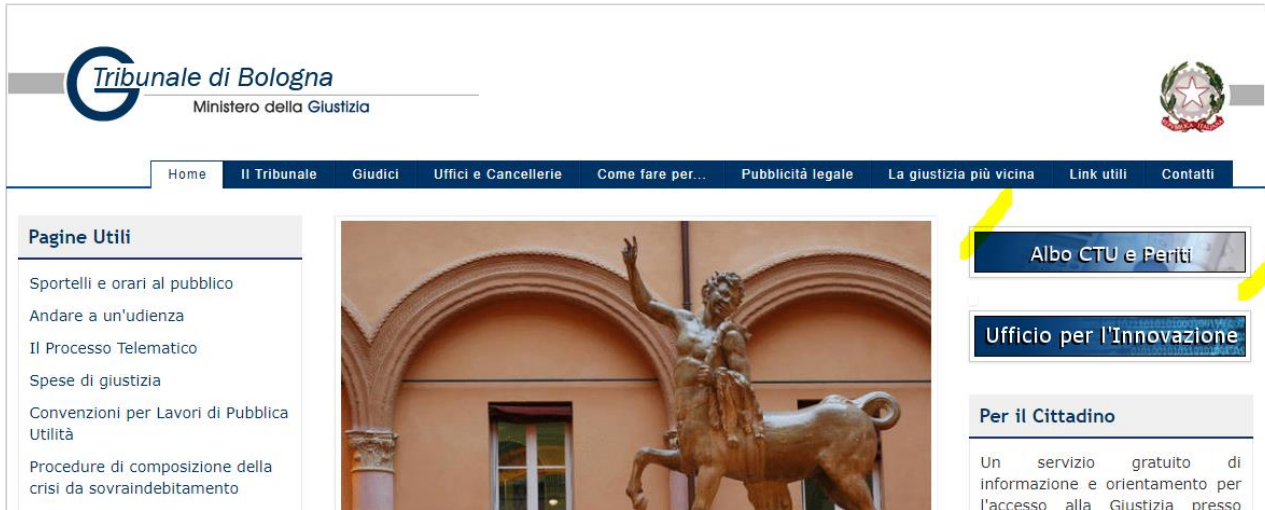 Tribunale di Bologna
Ministero della Giustizia
REPVBBLICA ITALIANA
Home Il Tribunale Giudici Uffici e Cancellerie Come fare per... Pubblicità legale La giustizia più vicina Link utili Contatti
Pagine Utili
Sportelli e orari al pubblico
Andare a un'udienza
Il Processo Telematico
Spese di giustizia
Convenzioni per Lavori di Pubblica
Utilità
Procedure di composizione della
crisi da sovraindebitamento
Albo CTU e Periti
Ufficio per l'Innovazione
Per il Cittadino
Un servizio gratuito di
informazione e orientamento per
l'accesso alla Giustizia presso